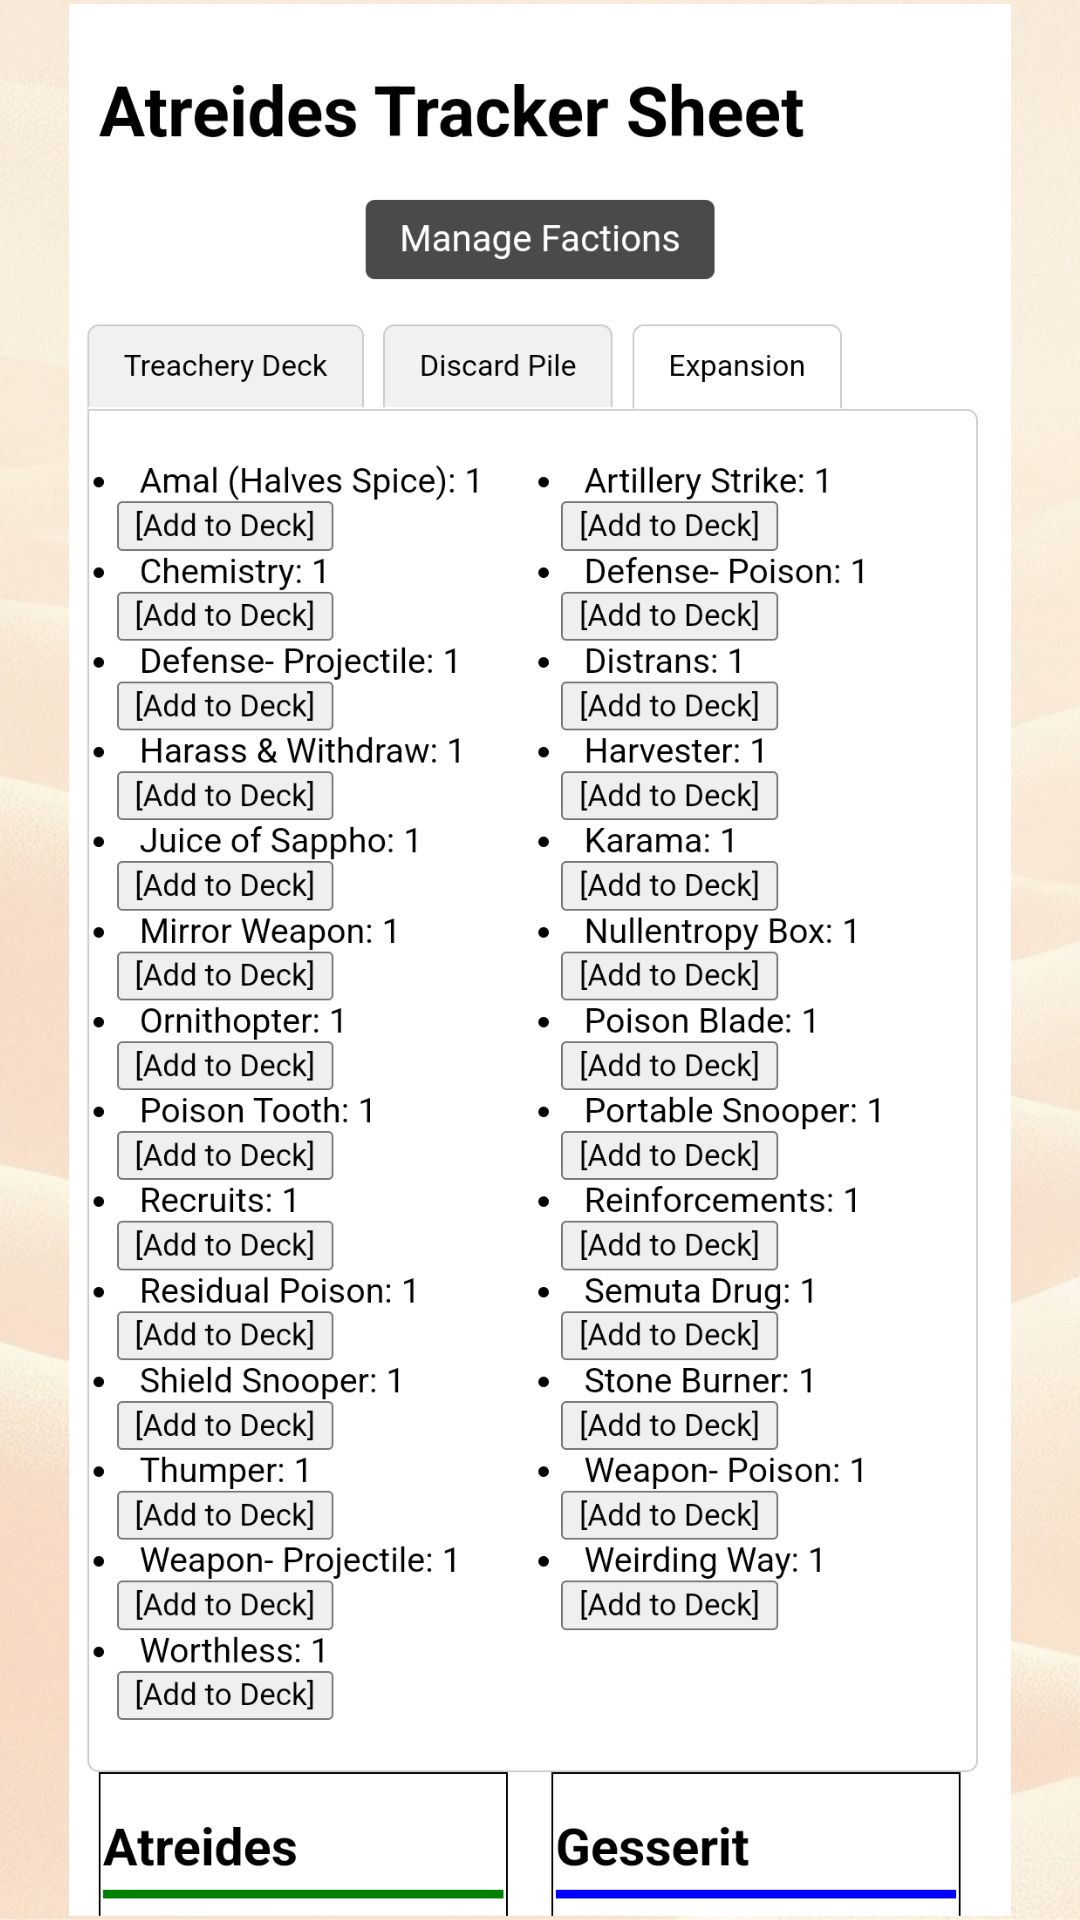 Atreides Tracker Sheet
Manage Factions
Treachery Deck
Discard Pile
Expansion
Amal (Halves Spice): 1
[Add to Deck]
Artillery Strike: 1
[Add to Deck]
Chemistry: 1
[Add to Deck]
Defense- Poison: 1
[Add to Deck]
Defense- Projectile: 1
[Add to Deck]
Distrans: 1
[Add to Deck]
Harass & Withdraw: 1
[Add to Deck]
Harvester: 1
[Add to Deck]
Juice of Sappho: 1
[Add to Deck]
Karama: 1
[Add to Deck]
Mirror Weapon: 1
[Add to Deck]
Nullentropy Box: 1
[Add to Deck]
Ornithopter: 1
[Add to Deck]
Poison Blade: 1
[Add to Deck]
Poison Tooth: 1
[Add to Deck]
Portable Snooper: 1
[Add to Deck]
Recruits: 1
[Add to Deck]
Reinforcements: 1
[Add to Deck]
Residual Poison: 1
[Add to Deck]
Semuta Drug: 1
[Add to Deck]
Shield Snooper: 1
[Add to Deck]
Stone Burner: 1
[Add to Deck]
Thumper: 1
[Add to Deck]
Weapon- Poison: 1
[Add to Deck]
Weapon- Projectile: 1
[Add to Deck]
Weirding Way: 1
[Add to Deck]
Worthless: 1
[Add to Deck]
Atreides
Gesserit